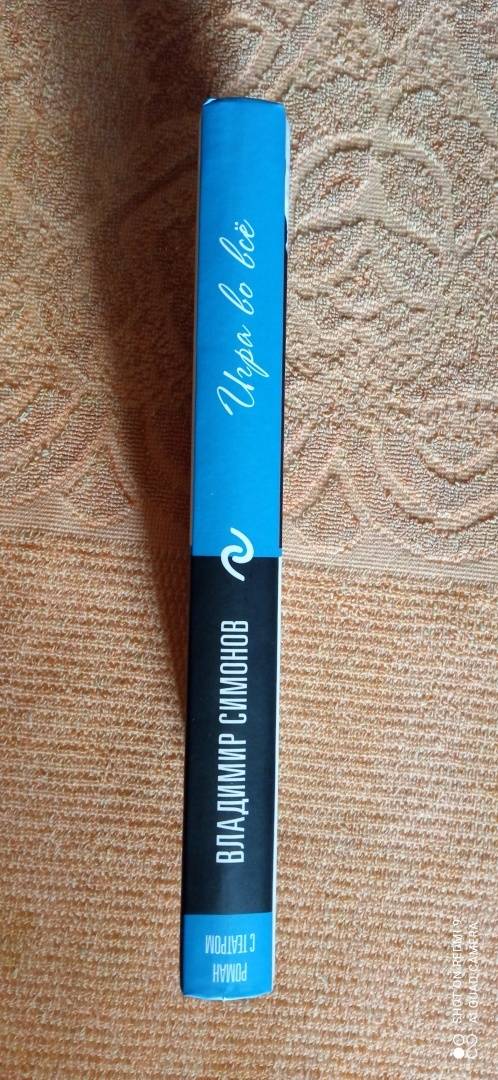 Игра во всё
ВЛАДИМИР СИМОНОВ
РОМАН
С ТЕАТРОМ
SHOT ON REDMI 9
AI QUAD CAMERA